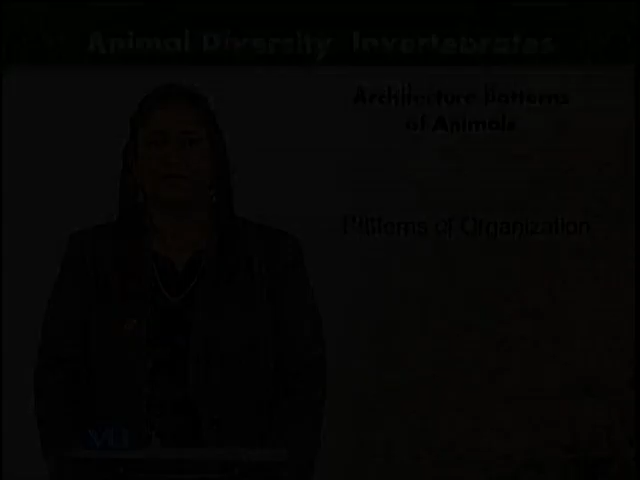 Animal Diversity Invertebrates
Architecture Patterns
of Animals
Patterns of Organization